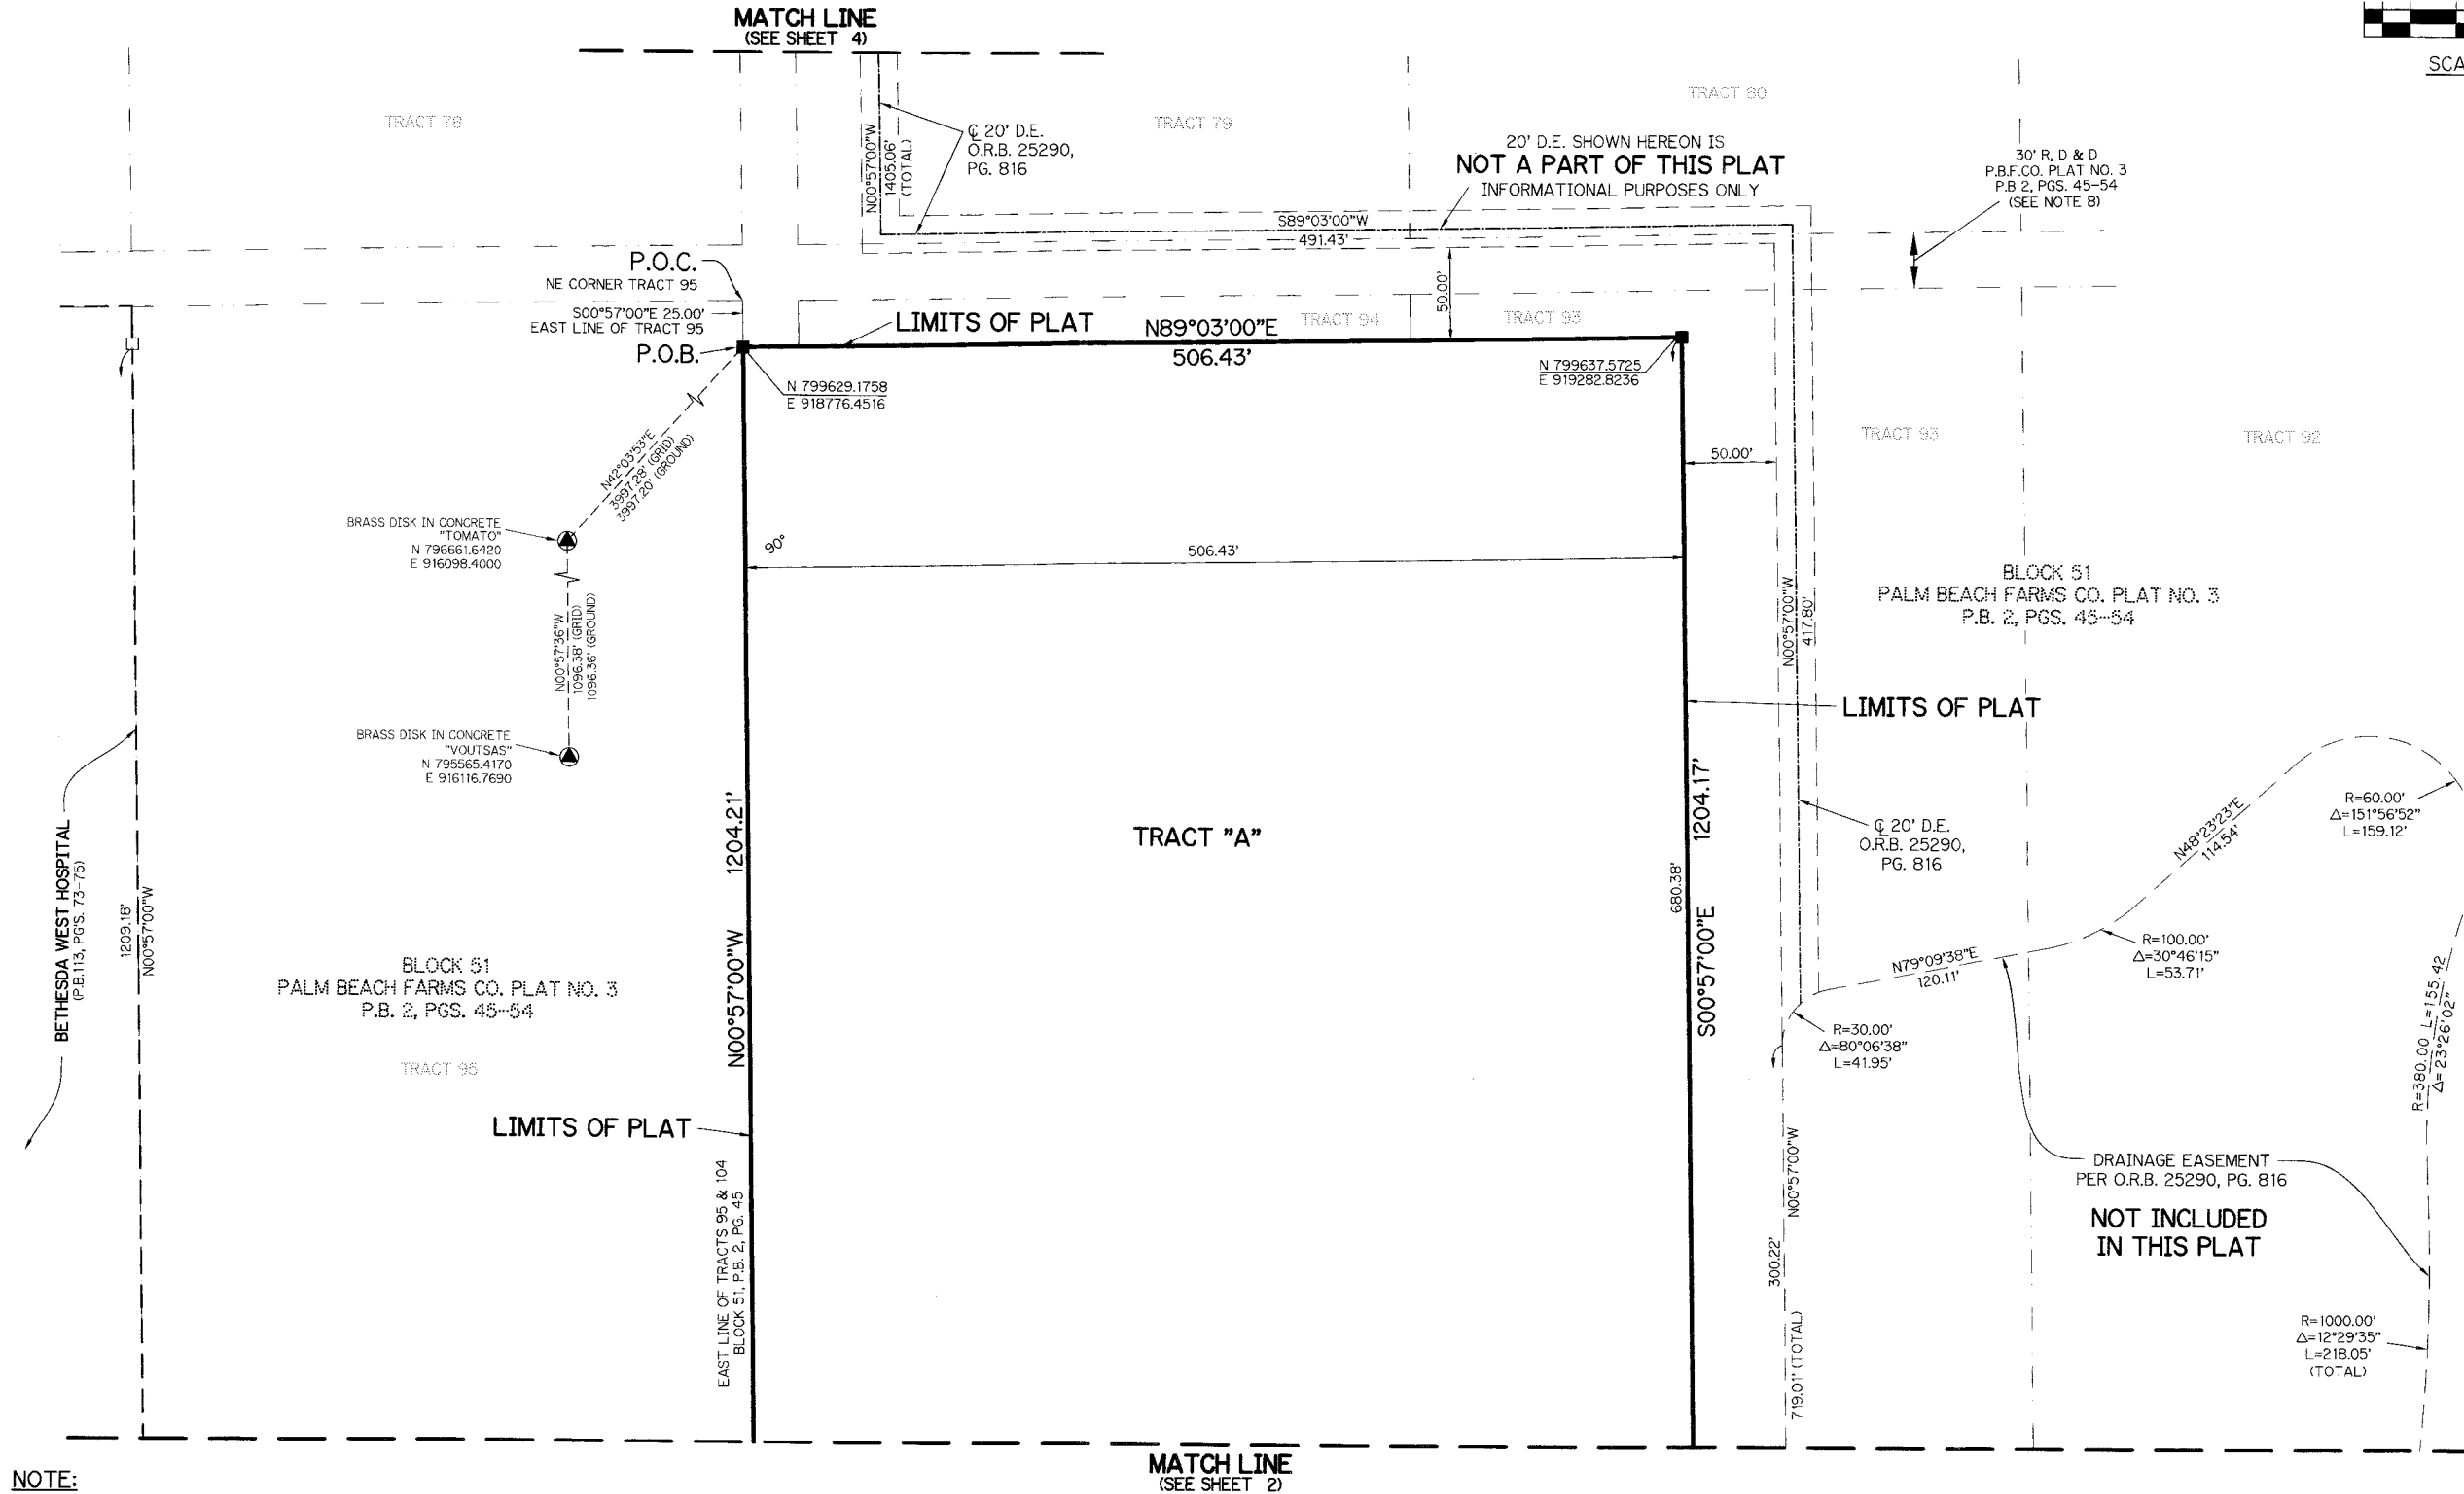 MATCH LINE
(SEE SHEET 4)
SCA
TRACT 78
N00°57'00"W
1405.06'
(TOTAL)
℄ 20' D.E.
O.R.B. 25290,
PG. 816
TRACT 79
TRACT 80
20' D.E. SHOWN HEREON IS
NOT A PART OF THIS PLAT
INFORMATIONAL PURPOSES ONLY
30' R, D & D
P.B.F.CO. PLAT NO. 3
P.B 2, PGS. 45-54
(SEE NOTE 8)
S89°03'00"W
491.43'
P.O.C.
NE CORNER TRACT 95
S00°57'00"E 25.00'
EAST LINE OF TRACT 95
P.O.B.
LIMITS OF PLAT
N89°03'00"E
506.43'
TRACT 94
50.00'
TRACT 93
N 799629.1758
E 918776.4516
N 799637.5725
E 919282.8236
N42°03'53"E
3997.28' (GRID)
3997.20' (GROUND)
TRACT 93
TRACT 92
50.00'
BRASS DISK IN CONCRETE
"TOMATO"
N 796661.6420
E 916098.4000
90°
506.43'
N00°57'36"W
1096.38' (GRID)
1096.36' (GROUND)
BRASS DISK IN CONCRETE
"VOUTSAS"
N 795565.4170
E 916116.7690
N00°57'00"W
417.80'
BLOCK 51
PALM BEACH FARMS CO. PLAT NO. 3
P.B. 2, PGS. 45-54
LIMITS OF PLAT
BETHESDA WEST HOSPITAL
(P.B.113, PG'S. 73-75)
1209.18'
N00°57'00"W
N00°57'00"W 1204.21'
TRACT "A"
680.38'
S00°57'00"E 1204.17'
℄ 20' D.E.
O.R.B. 25290,
PG. 816
N48°23'23"E
114.54'
R=60.00'
Δ=151°56'52"
L=159.12'
R=100.00'
Δ=30°46'15"
L=53.71'
N79°09'38"E
120.11'
R=30.00'
Δ=80°06'38"
L=41.95'
R=380.00 L=155.42
Δ=23°26'02"
BLOCK 51
PALM BEACH FARMS CO. PLAT NO. 3
P.B. 2, PGS. 45-54
TRACT 95
LIMITS OF PLAT
EAST LINE OF TRACTS 95 & 104
BLOCK 51, P.B. 2, PG. 45
300.22'
N00°57'00"W
719.01' (TOTAL)
DRAINAGE EASEMENT
PER O.R.B. 25290, PG. 816
NOT INCLUDED
IN THIS PLAT
R=1000.00'
Δ=12°29'35"
L=218.05'
(TOTAL)
MATCH LINE
(SEE SHEET 2)
NOTE: